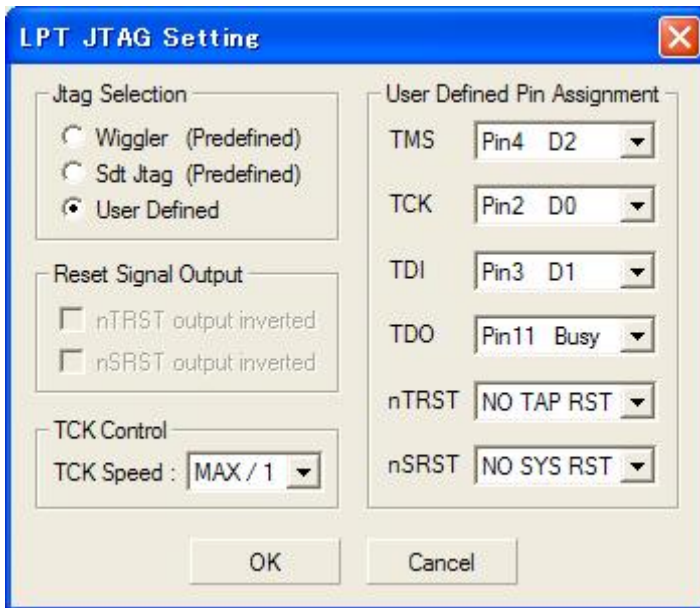 LPT JTAG Setting
Jtag Selection
Wiggler (Predefined)
Sdt Jtag (Predefined)
User Defined
Reset Signal Output
nTRST output inverted
nSRST output inverted
TCK Control
TCK Speed : MAX / 1
User Defined Pin Assignment
TMS Pin4 D2
TCK Pin2 D0
TDI Pin3 D1
TDO Pin11 Busy
nTRST NO TAP RST
nSRST NO SYS RST
OK Cancel